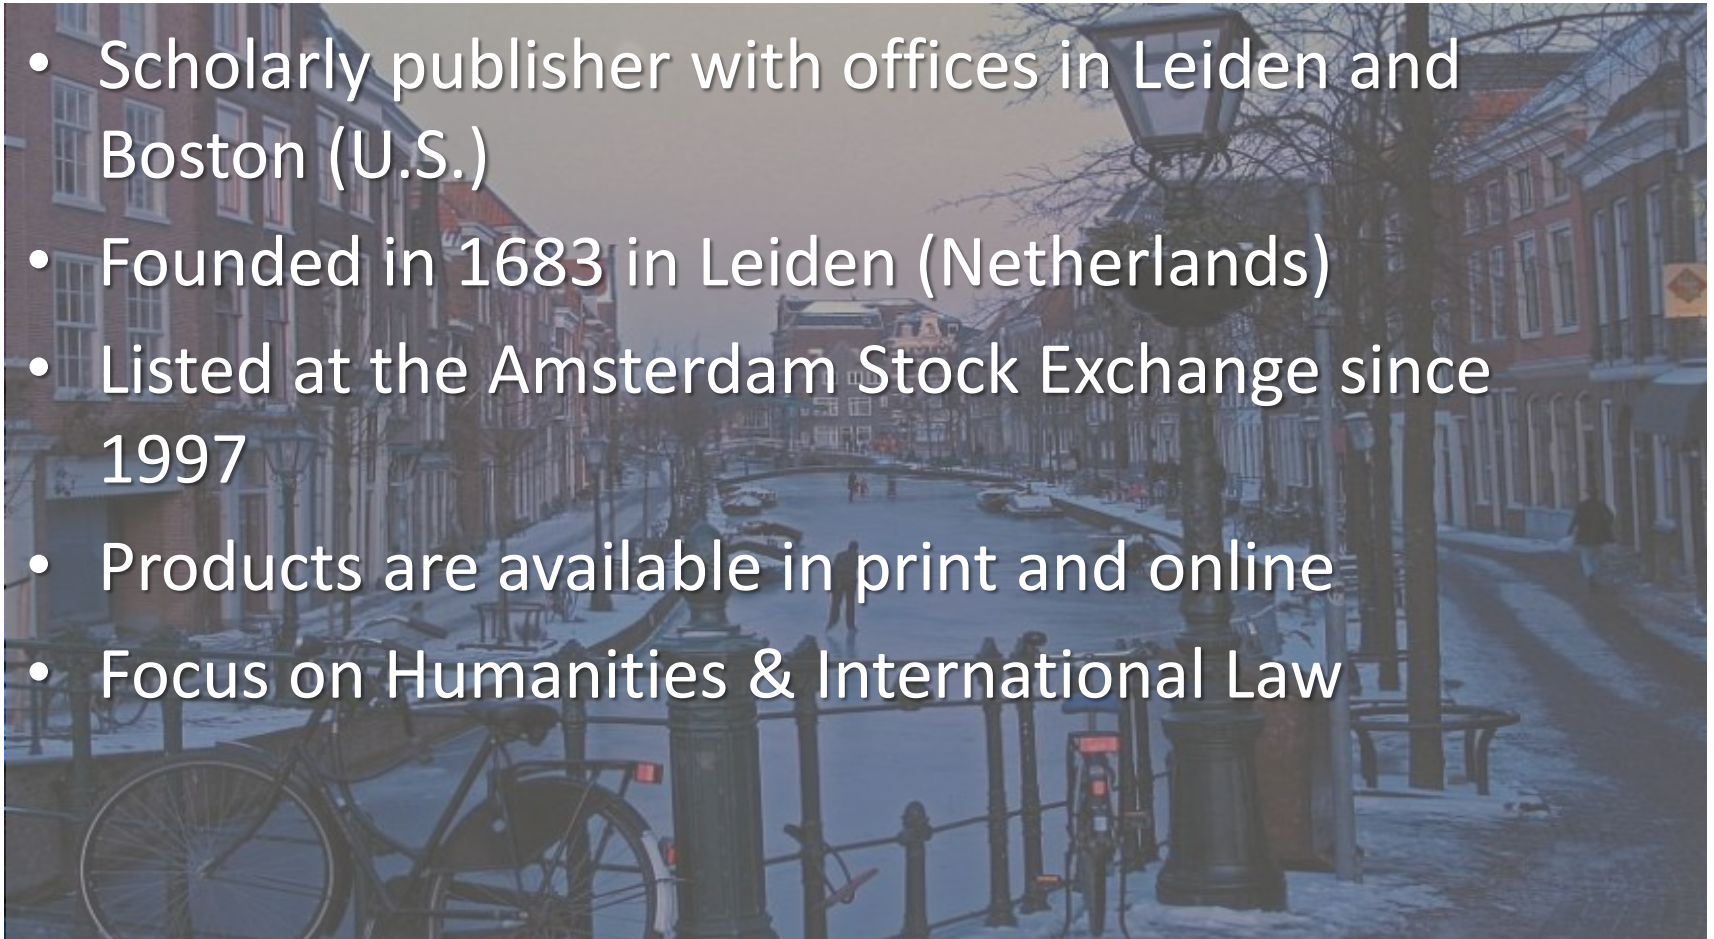 • Scholarly publisher with offices in Leiden and
Boston (U.S.)
• Founded in 1683 in Leiden (Netherlands)
• Listed at the Amsterdam Stock Exchange since
1997
• Products are available in print and online
• Focus on Humanities & International Law